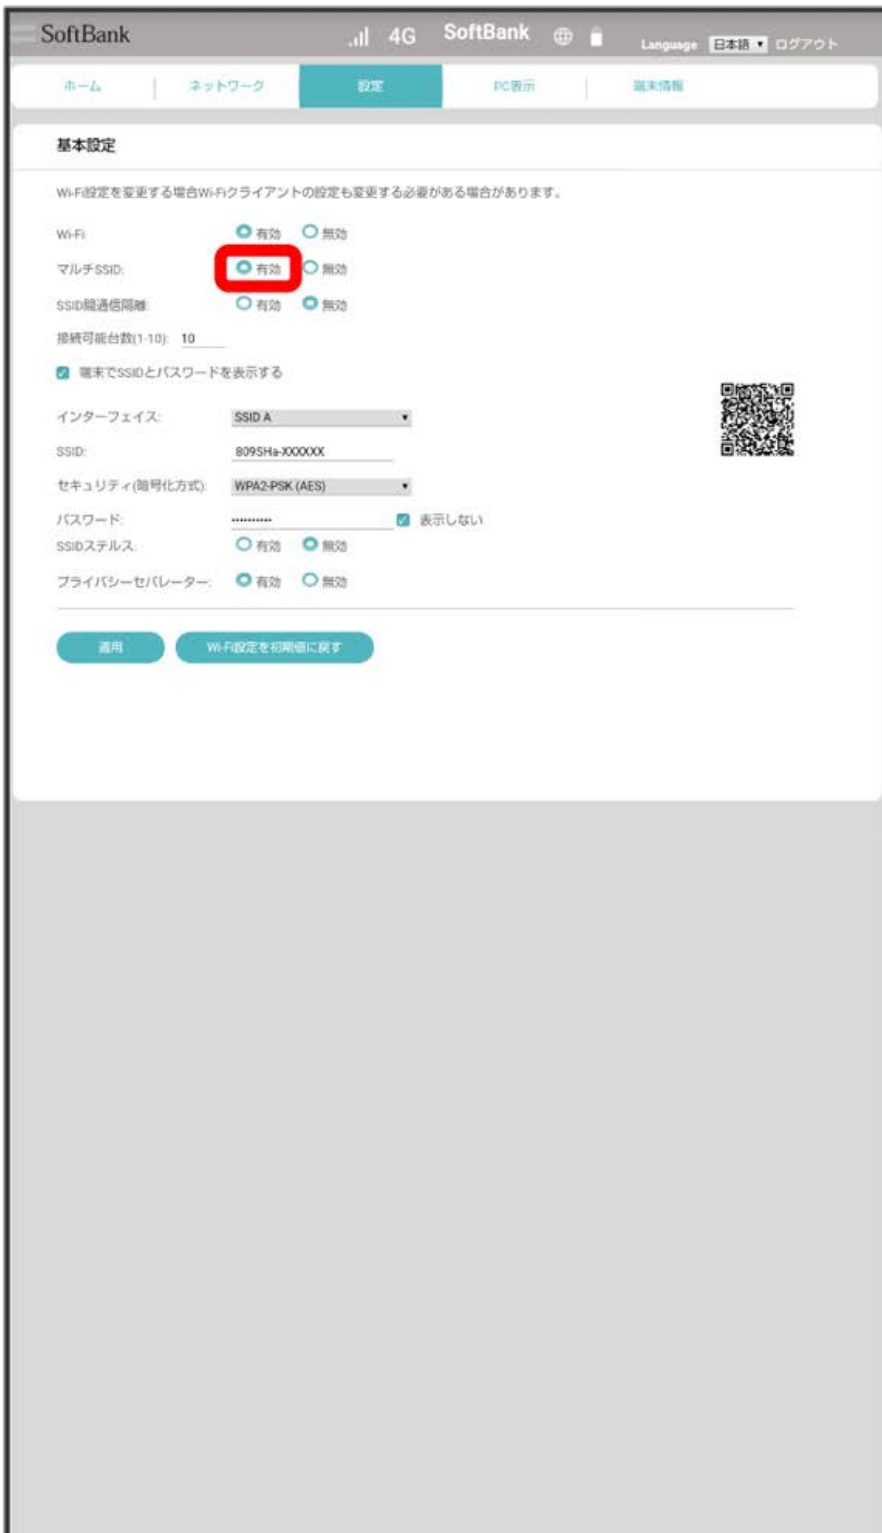 SoftBank 4G SoftBank Language 日本語 ログアウト
ホーム ネットワーク 設定 PC表示 端末情報
基本設定
Wi-Fi設定を変更する場合Wi-Fiクライアントの設定も変更する必要がある場合があります。
Wi-Fi 有効 無効
マルチSSID: 有効 無効
SSID間通信隔離: 有効 無効
接続可能台数(1-10): 10
端末でSSIDとパスワードを表示する
インターフェイス: SSID A
SSID: 809SHa-XXXXXX
セキュリティ(暗号化方式): WPA2-PSK (AES)
パスワード: •••••••••• 表示しない
SSIDステルス: 有効 無効
プライバシーセパレーター: 有効 無効
適用 Wi-Fi設定を初期値に戻す